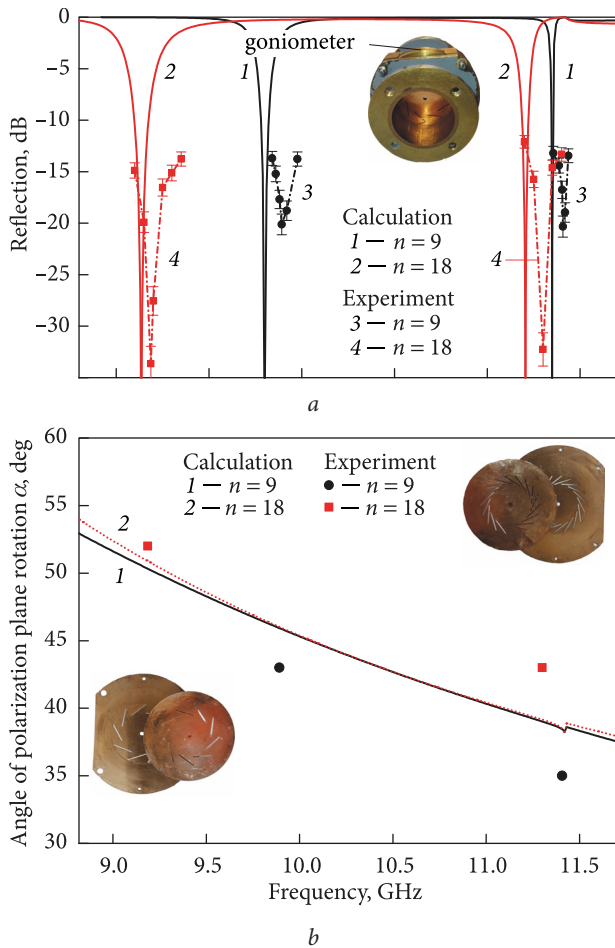 0
−5
−10
−15
−20
−25
−30
Reflection, dB
goniometer
2
1
2
1
3
3
4
4
Calculation
1 — n = 9
2 — n = 18
Experiment
3 — n = 9
4 — n = 18
a
60
55
50
45
40
35
30
Angle of polarization plane rotation α, deg
Calculation
1 — n = 9
2 — n = 18
Experiment
— n = 9
— n = 18
2
1
9.0 9.5 10.0 10.5 11.0 11.5
Frequency, GHz
b